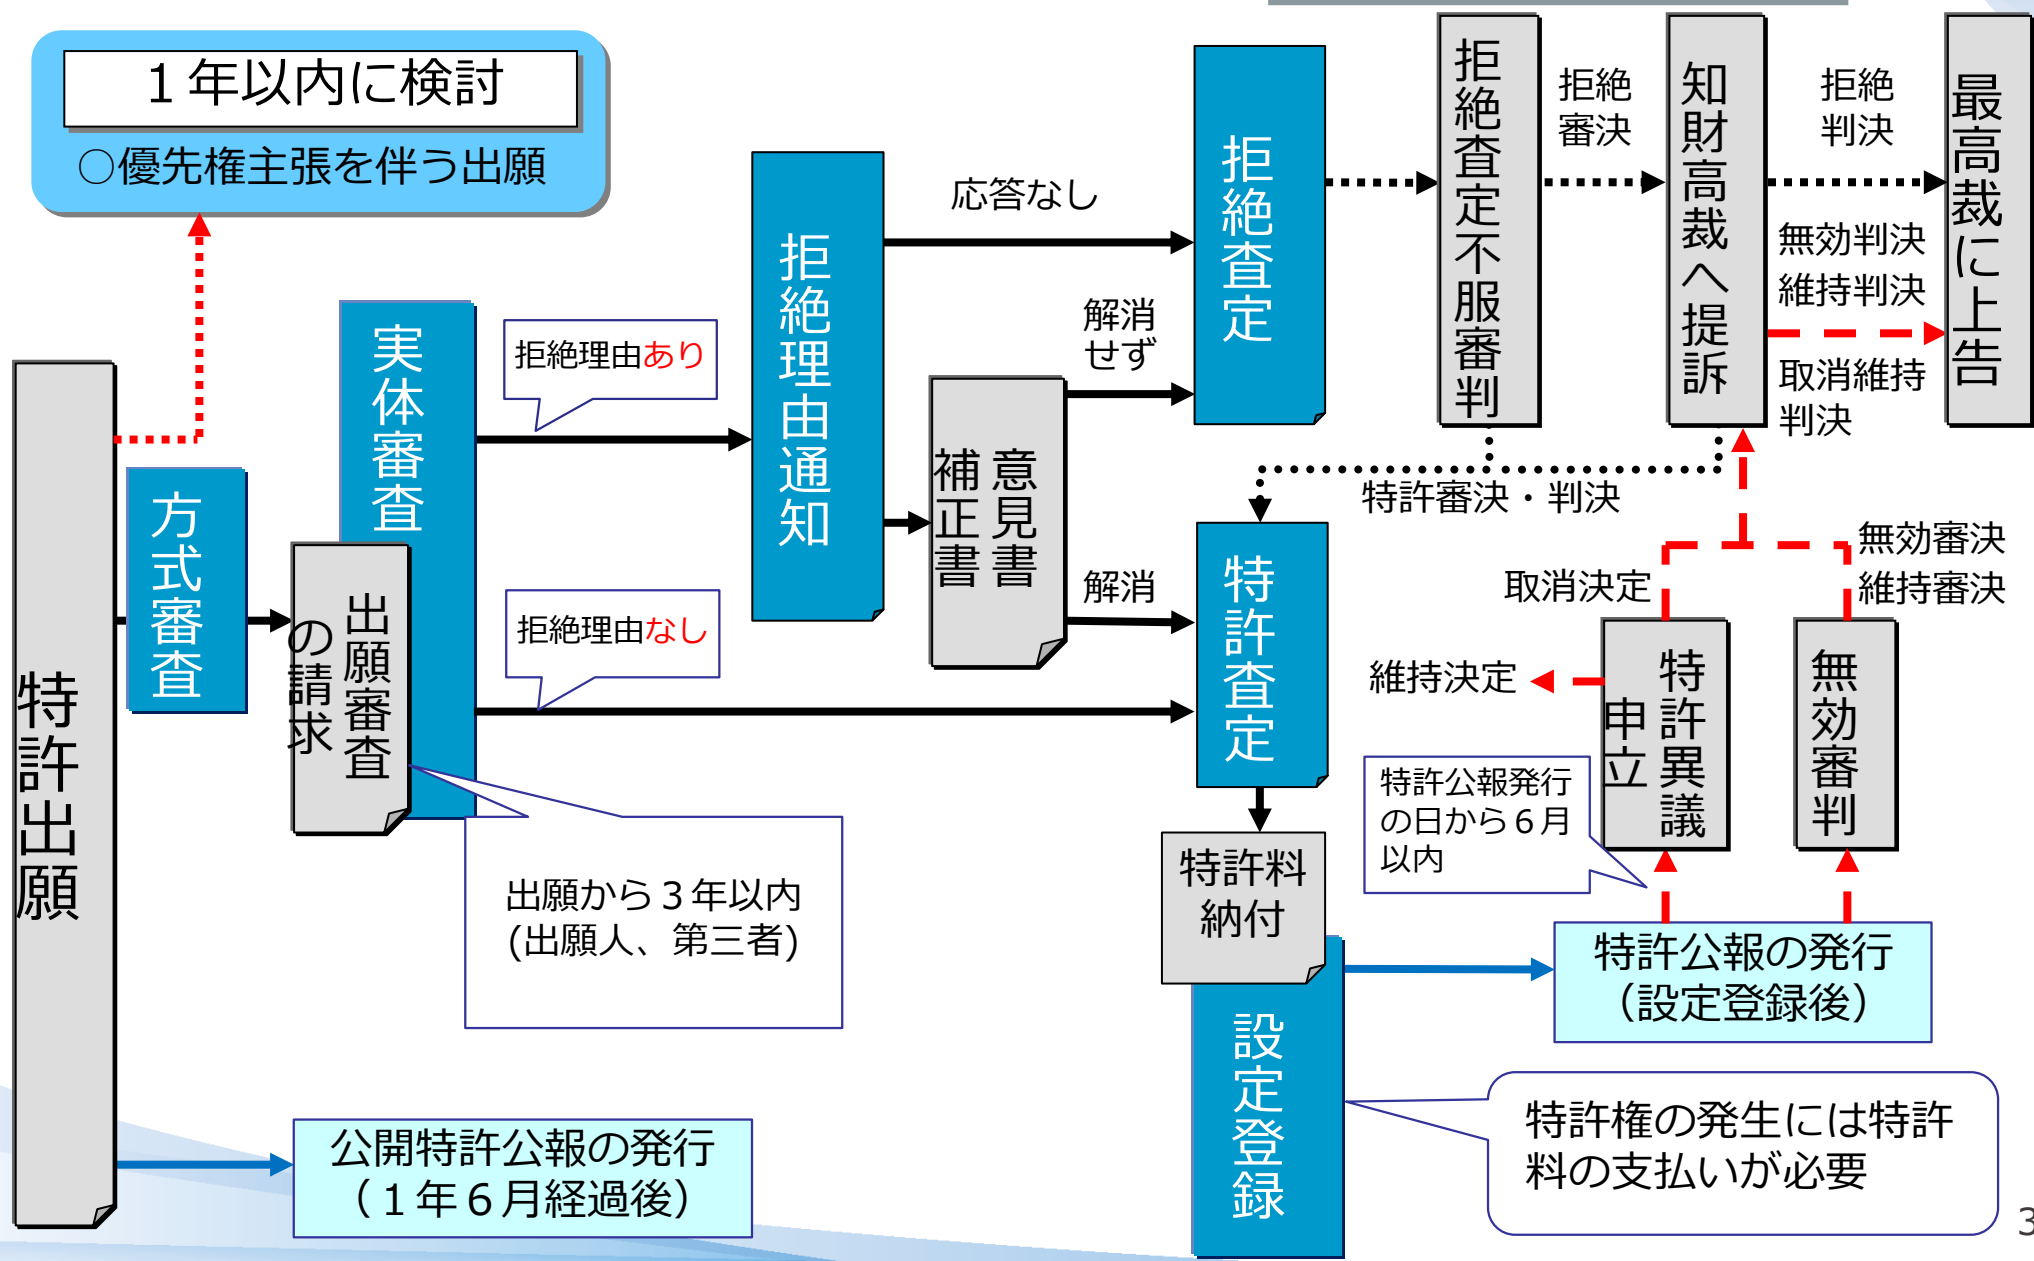 １年以内に検討
○優先権主張を伴う出願
特許出願
方式審査
実体審査
出願審査
の請求
出願から３年以内
(出願人、第三者)
公開特許公報の発行
（１年６月経過後）
拒絶理由あり
拒絶理由なし
拒絶理由通知
応答なし
意見書
補正書
解消
せず
解消
拒絶査定
特許査定
特許料
納付
設定登録
拒絶査定不服審判
拒絶
審決
知財高裁へ提訴
拒絶
判決
無効判決
維持判決
取消維持
判決
最高裁に上告
特許審決・判決
取消決定
無効審決
維持審決
維持決定
特許異議
申立
無効審判
特許公報発行
の日から６月
以内
特許公報の発行
（設定登録後）
特許権の発生には特許
料の支払いが必要
3